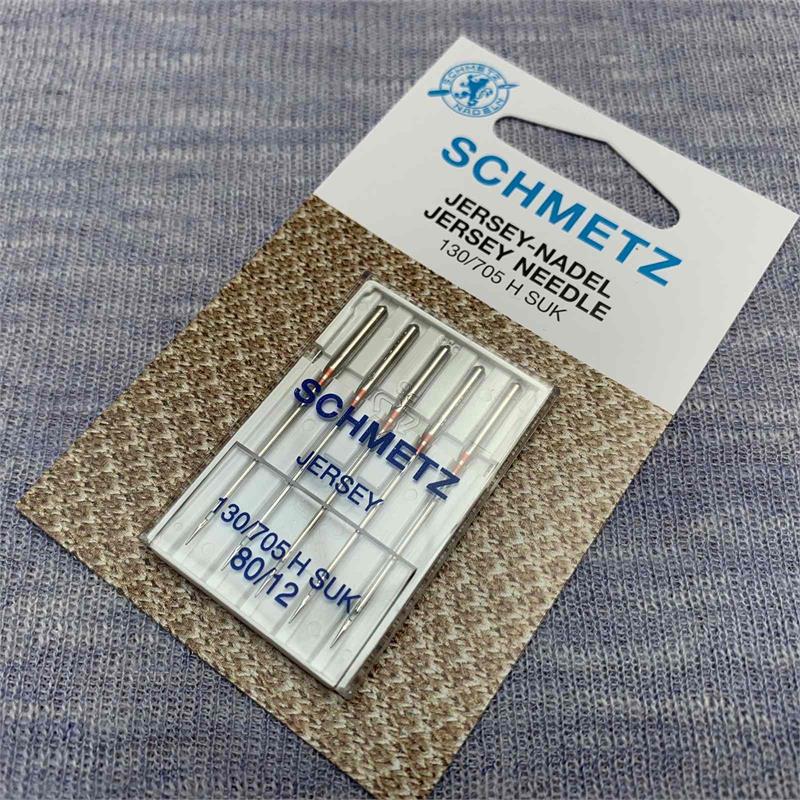 SCHMETZ
NADELN
SCHMETZ
JERSEY-NADEL
JERSEY NEEDLE
130/705 H SUK
SCHMETZ
JERSEY
130/705 H SUK
80/12